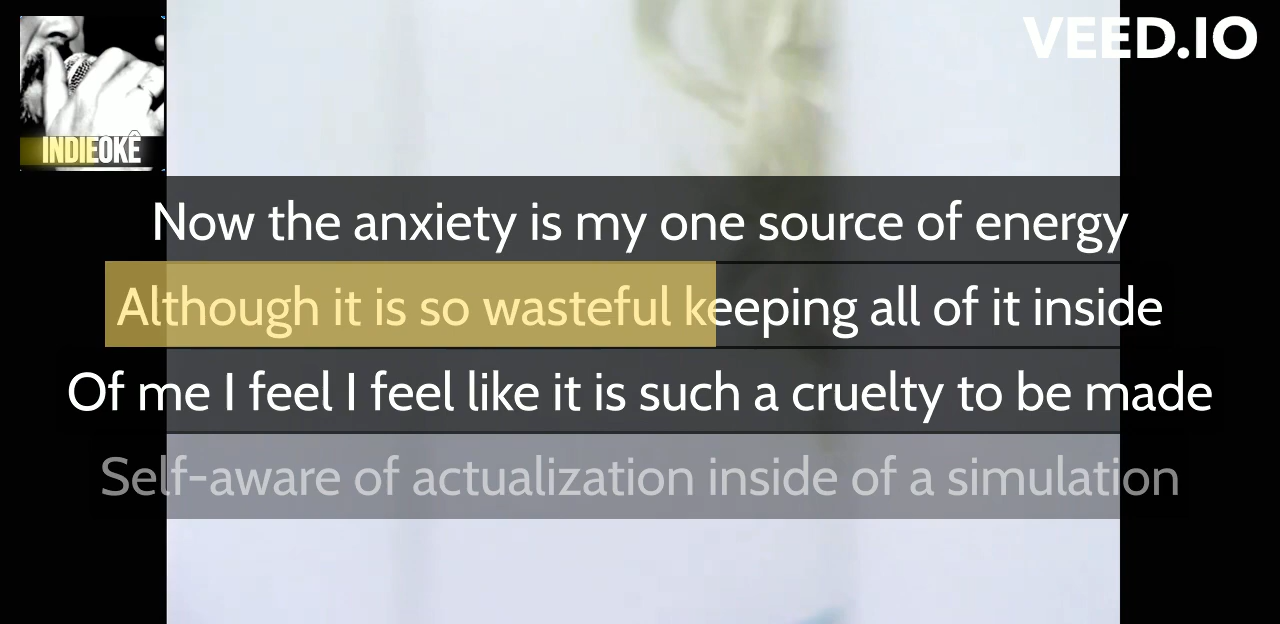 VEED.IO
INDIEOKÊ
Now the anxiety is my one source of energy
Although it is so wasteful keeping all of it inside
Of me I feel I feel like it is such a cruelty to be made
Self-aware of actualization inside of a simulation